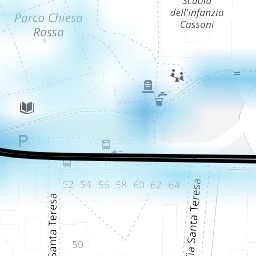 Scuola
dell'infanzia
Cassoni
Parco Chiesa
Rossa
P
52 54 56 58 60 62 64
50
Santa Teresa
ia Santa Teresa